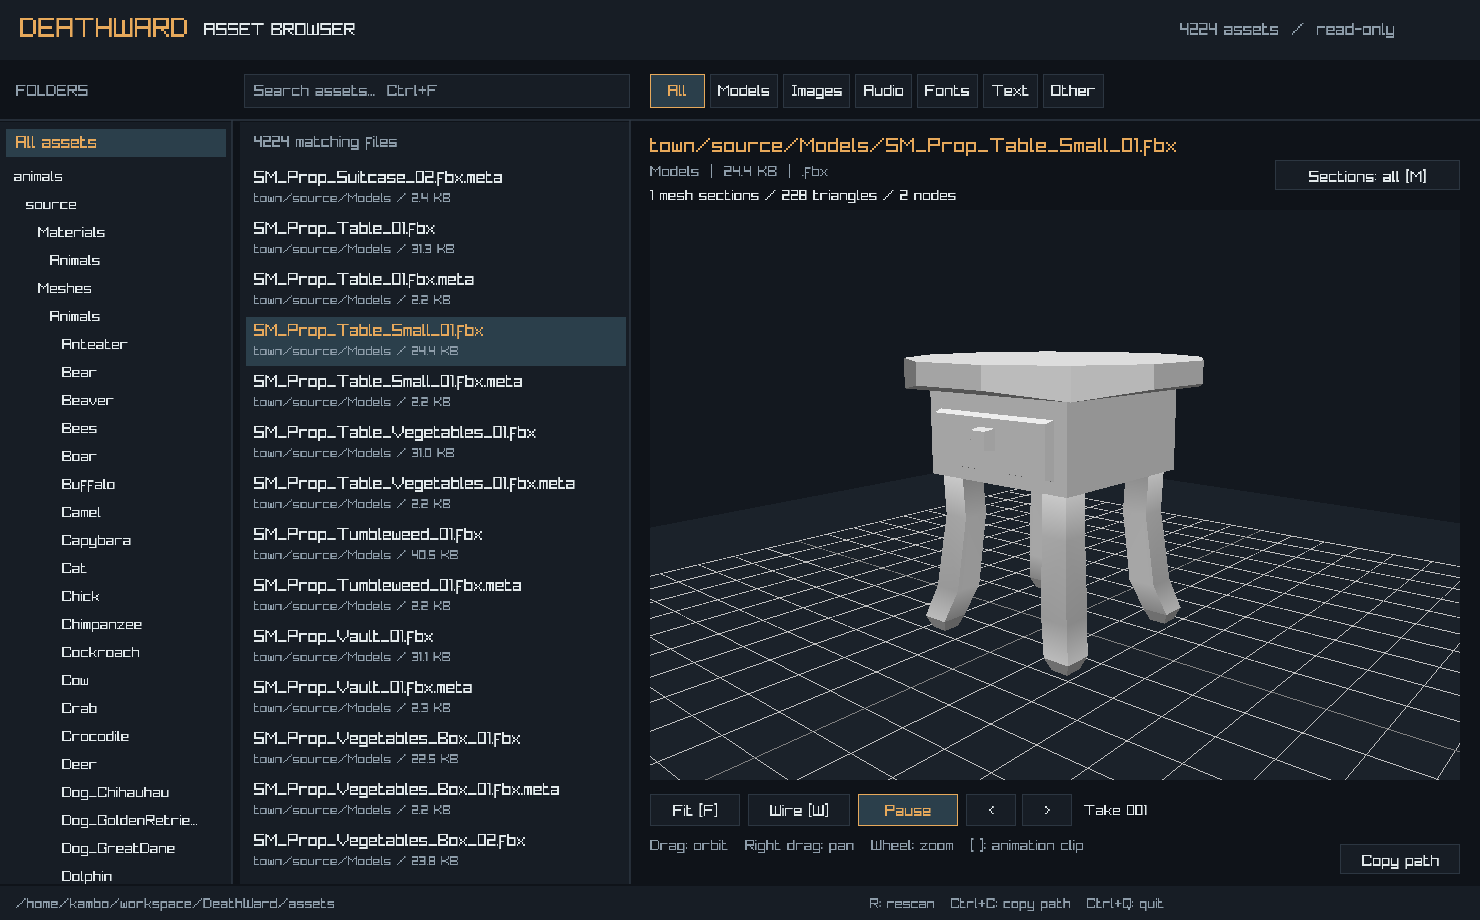 DEATHWARD ASSET BROWSER
4224 assets / read-only
FOLDERS
Search assets... Ctrl+F
All
Models
Images
Audio
Fonts
Text
Other
All assets
animals
source
Materials
Animals
Meshes
Animals
Anteater
Bear
Beaver
Bees
Boar
Buffalo
Camel
Capybara
Cat
Chick
Chimpanzee
Cockroach
Cow
Crab
Crocodile
Deer
Dog_Chihauhau
Dog_GoldenRetrie...
Dog_GreatDane
Dolphin
4224 matching files
SM_Prop_Suitcase_02.fbx.meta
town/source/Models / 2.4 KB
SM_Prop_Table_01.fbx
town/source/Models / 31.3 KB
SM_Prop_Table_01.fbx.meta
town/source/Models / 2.2 KB
SM_Prop_Table_Small_01.fbx
town/source/Models / 24.4 KB
SM_Prop_Table_Small_01.fbx.meta
town/source/Models / 2.2 KB
SM_Prop_Table_Vegetables_01.fbx
town/source/Models / 31.0 KB
SM_Prop_Table_Vegetables_01.fbx.meta
town/source/Models / 2.2 KB
SM_Prop_Tumbleweed_01.fbx
town/source/Models / 40.5 KB
SM_Prop_Tumbleweed_01.fbx.meta
town/source/Models / 2.2 KB
SM_Prop_Vault_01.fbx
town/source/Models / 31.1 KB
SM_Prop_Vault_01.fbx.meta
town/source/Models / 2.3 KB
SM_Prop_Vegetables_Box_01.fbx
town/source/Models / 22.5 KB
SM_Prop_Vegetables_Box_01.fbx.meta
town/source/Models / 2.2 KB
SM_Prop_Vegetables_Box_02.fbx
town/source/Models / 23.8 KB
town/source/Models/SM_Prop_Table_Small_01.fbx
Models | 24.4 KB | .fbx
1 mesh sections / 228 triangles / 2 nodes
Sections: all [M]
Fit [F]
Wire [W]
Pause
<
>
Take 001
Drag: orbit Right drag: pan Wheel: zoom [ ]: animation clip
Copy path
/home/kambo/workspace/DeathWard/assets
R: rescan Ctrl+C: copy path Ctrl+Q: quit